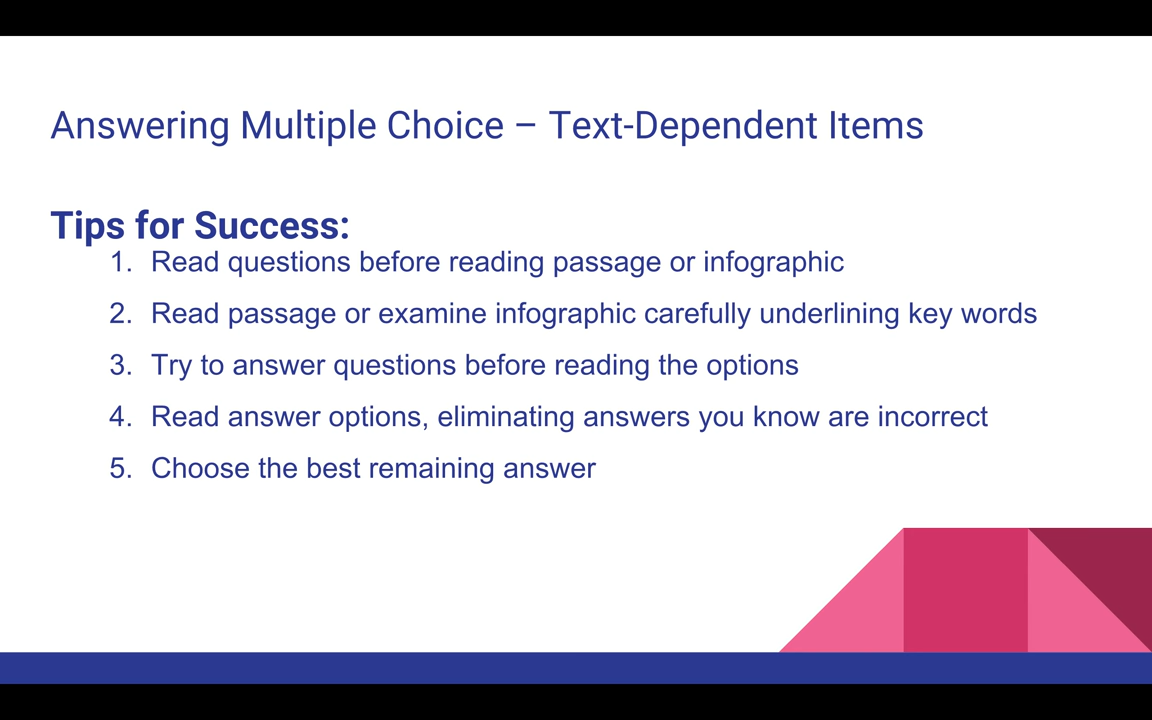 Answering Multiple Choice – Text-Dependent Items
Tips for Success:
1. Read questions before reading passage or infographic
2. Read passage or examine infographic carefully underlining key words
3. Try to answer questions before reading the options
4. Read answer options, eliminating answers you know are incorrect
5. Choose the best remaining answer